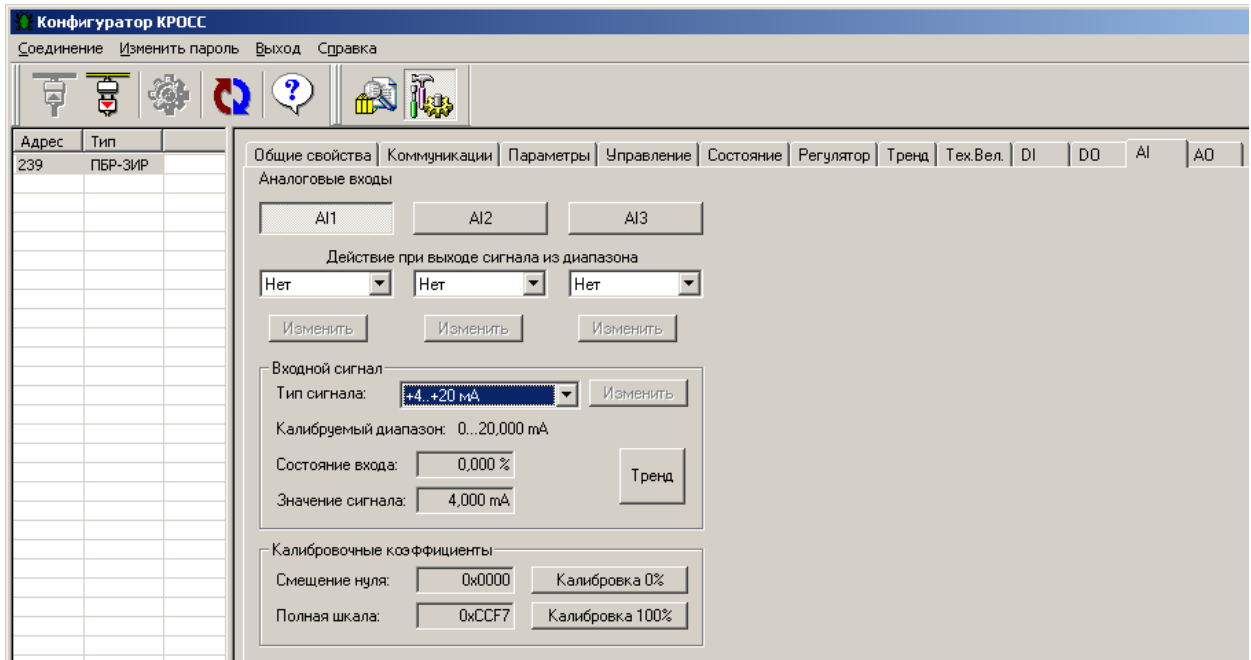 Конфигуратор КРОСС
Соединение Изменить пароль Выход Справка
Адрес Тип
239 ПБР-3ИР
Общие свойства Коммуникации Параметры Управление Состояние Регулятор Тренд Тех.Вел. DI DO AI AO
Аналоговые входы
AI1 AI2 AI3
Действие при выходе сигнала из диапазона
Нет Нет Нет
Изменить Изменить Изменить
Входной сигнал
Тип сигнала: +4..+20 мА Изменить
Калибруемый диапазон: 0...20,000 mA
Состояние входа: 0,000 %
Тренд
Значение сигнала: 4,000 mA
Калибровочные коэффициенты
Смещение нуля: 0x0000 Калибровка 0%
Полная шкала: 0xCCF7 Калибровка 100%